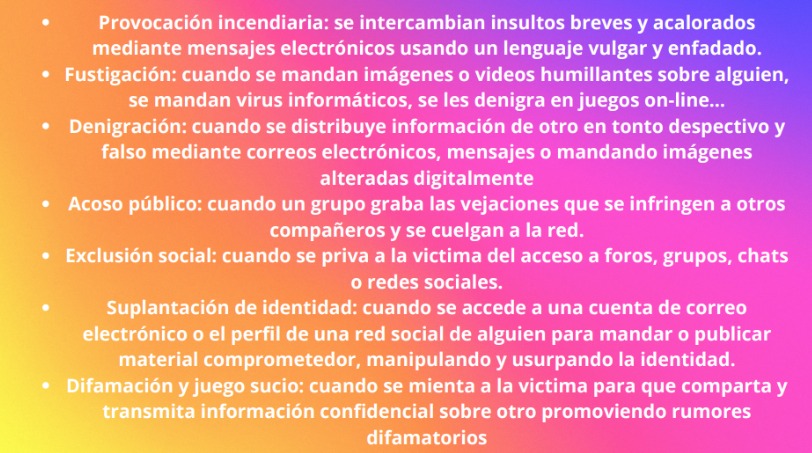 • Provocación incendiaria: se intercambian insultos breves y acalorados
mediante mensajes electrónicos usando un lenguaje vulgar y enfadado.
• Fustigación: cuando se mandan imágenes o videos humillantes sobre alguien,
se mandan virus informáticos, se les denigra en juegos on-line...
• Denigración: cuando se distribuye información de otro en tonto despectivo y
falso mediante correos electrónicos, mensajes o mandando imágenes
alteradas digitalmente
• Acoso público: cuando un grupo graba las vejaciones que se infringen a otros
compañeros y se cuelgan a la red.
• Exclusión social: cuando se priva a la victima del acceso a foros, grupos, chats
o redes sociales.
• Suplantación de identidad: cuando se accede a una cuenta de correo
electrónico o el perfil de una red social de alguien para mandar o publicar
material comprometedor, manipulando y usurpando la identidad.
• Difamación y juego sucio: cuando se mienta a la victima para que comparta y
transmita información confidencial sobre otro promoviendo rumores
difamatorios